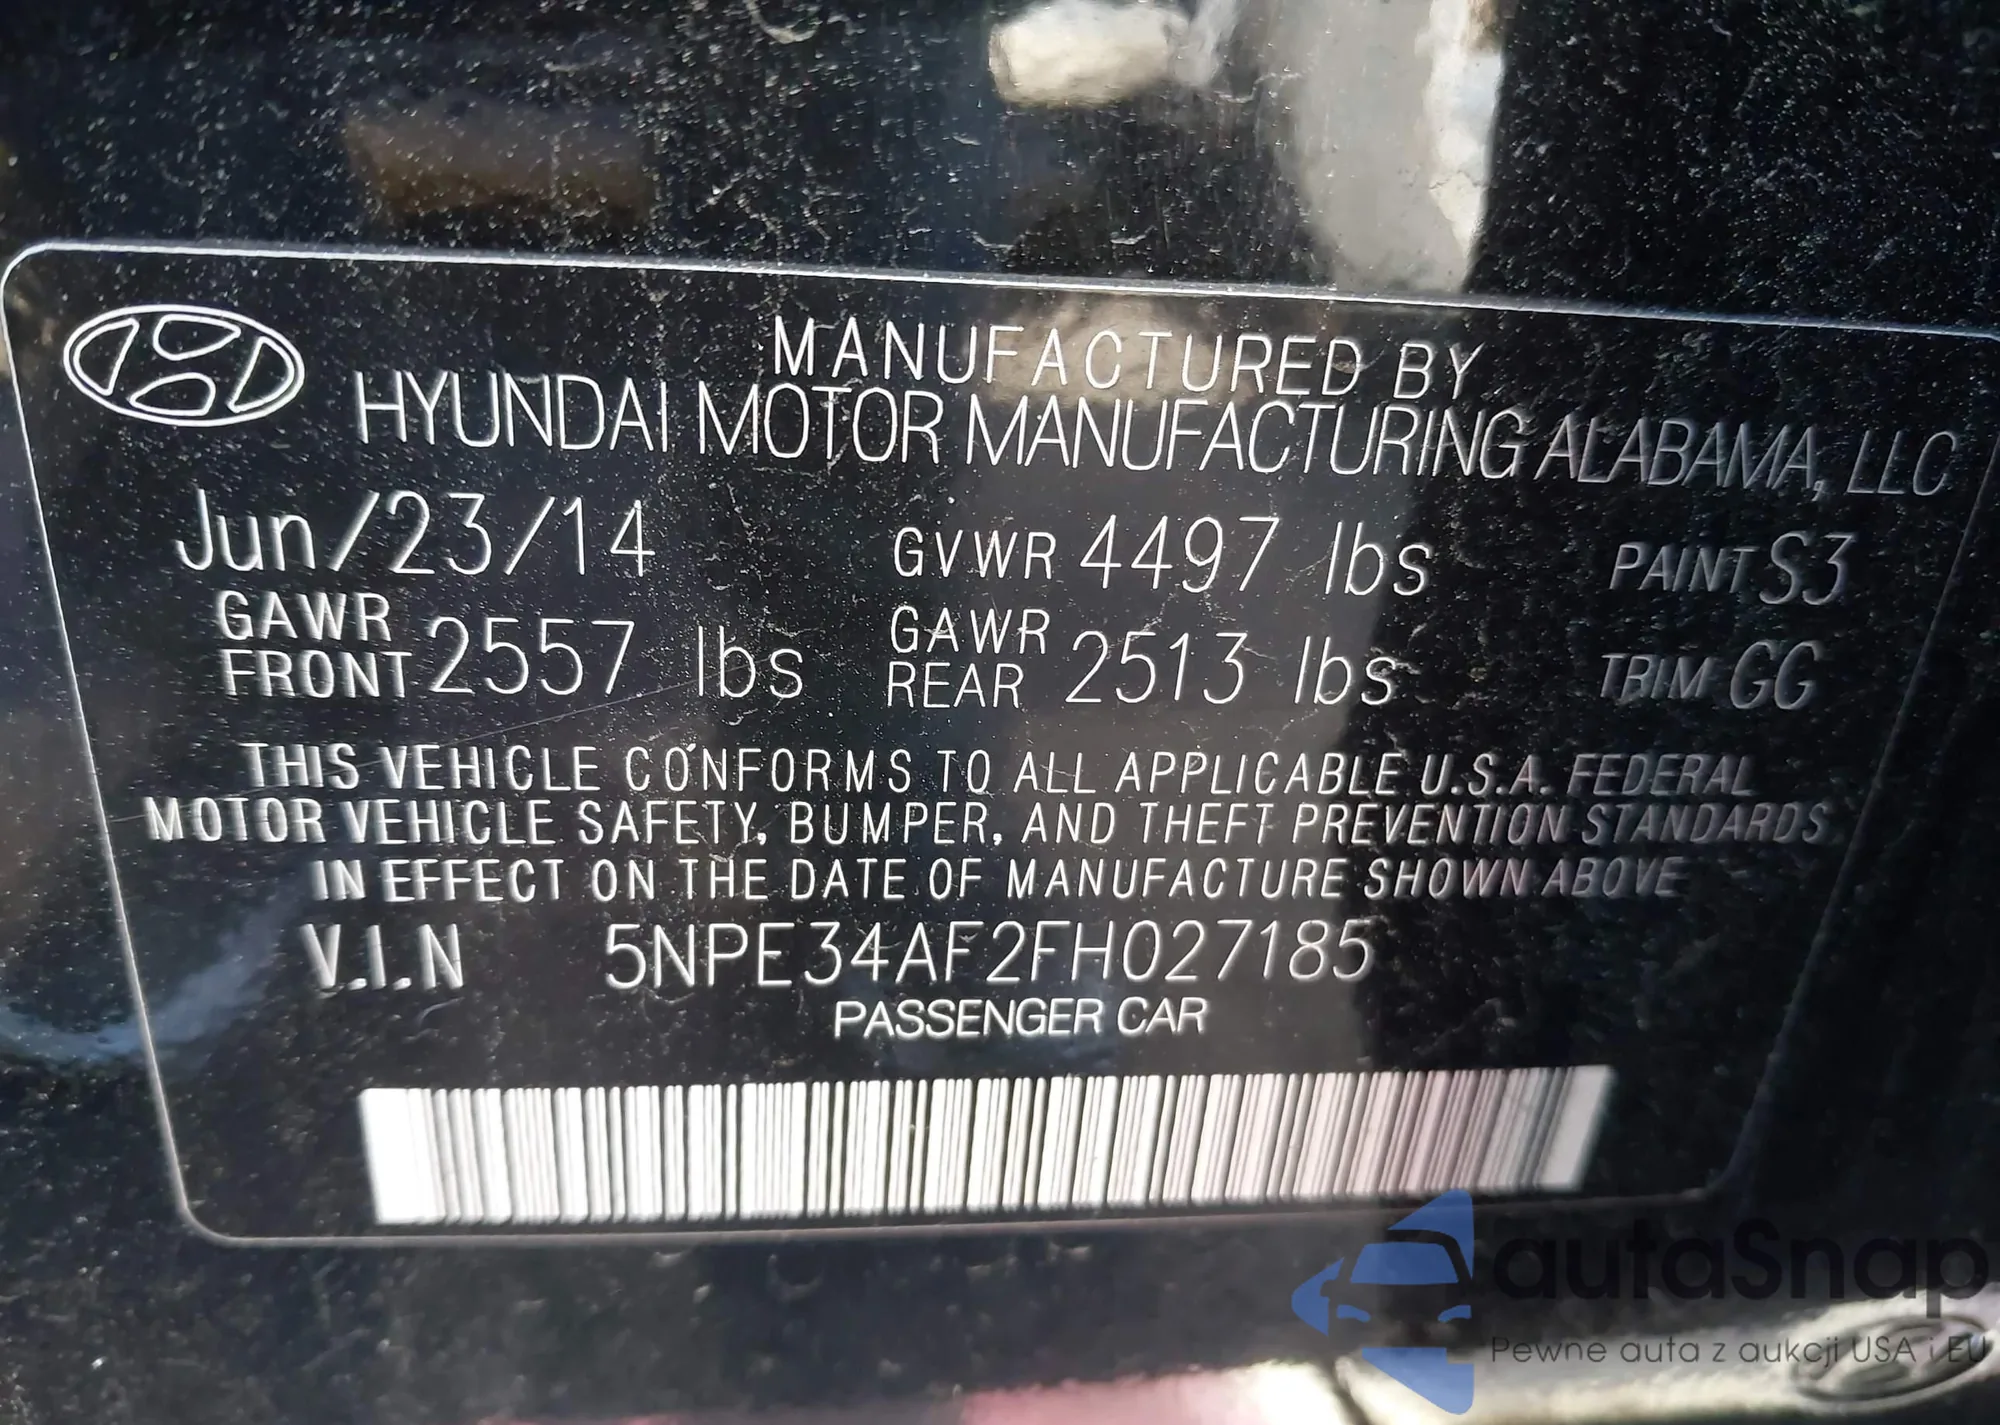 MANUFACTURED BY
HYUNDAI MOTOR MANUFACTURING ALABAMA, LLC
Jun/23/14 GVWR 4497 lbs PAINT S3
GAWR FRONT 2557 lbs GAWR REAR 2513 lbs TRIM GG
THIS VEHICLE CONFORMS TO ALL APPLICABLE U.S.A. FEDERAL
MOTOR VEHICLE SAFETY, BUMPER, AND THEFT PREVENTION STANDARDS
IN EFFECT ON THE DATE OF MANUFACTURE SHOWN ABOVE
V.I.N 5NPE34AF2FH027185
PASSENGER CAR
autaSnap
Pewne auta z aukcji USA i EU